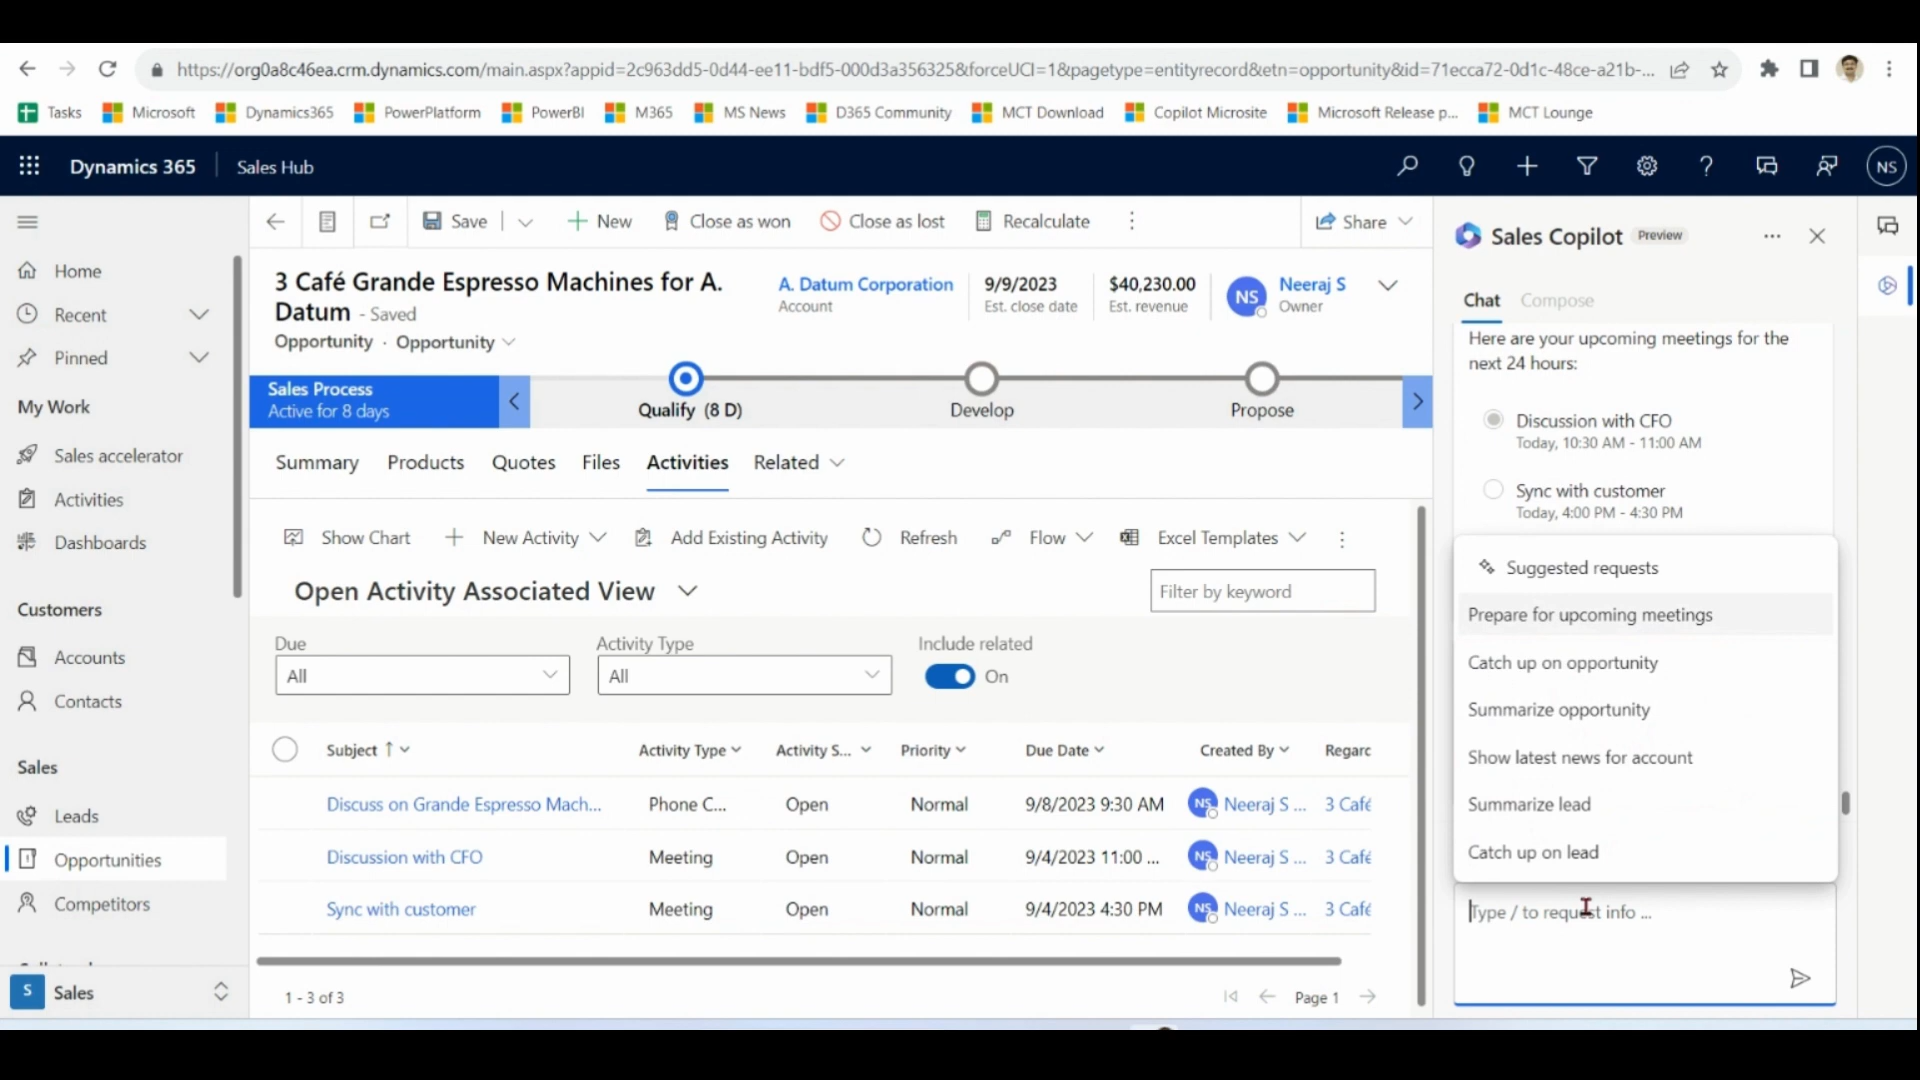 https://org0a8c46ea.crm.dynamics.com/main.aspx?appid=2c963dd5-0d44-ee11-bdf5-000d3a356325&forceUCI=1&pagetype=entityrecord&etn=opportunity&id=71ecca72-0d1c-48ce-a21b-...
Tasks Microsoft Dynamics365 PowerPlatform PowerBI M365 MS News D365 Community MCT Download Copilot Microsite Microsoft Release p... MCT Lounge
Dynamics 365 Sales Hub NS
Home
Recent
Pinned
My Work
Sales accelerator
Activities
Dashboards
Customers
Accounts
Contacts
Sales
Leads
Opportunities
Competitors
S Sales
Save New Close as won Close as lost Recalculate Share
3 Café Grande Espresso Machines for A.
Datum - Saved
Opportunity · Opportunity
A. Datum Corporation
Account
9/9/2023
Est. close date
$40,230.00
Est. revenue
NS
Neeraj S
Owner
Sales Process
Active for 8 days
Qualify (8 D) Develop Propose
Summary Products Quotes Files Activities Related
Show Chart New Activity Add Existing Activity Refresh Flow Excel Templates
Open Activity Associated View
Filter by keyword
Due Activity Type Include related
All All On
Subject Activity Type Activity S... Priority Due Date Created By Regarc
Discuss on Grande Espresso Mach... Phone C... Open Normal 9/8/2023 9:30 AM NS Neeraj S ... 3 Café
Discussion with CFO Meeting Open Normal 9/4/2023 11:00 ... NS Neeraj S ... 3 Café
Sync with customer Meeting Open Normal 9/4/2023 4:30 PM NS Neeraj S ... 3 Café
1 - 3 of 3 Page 1
Sales Copilot Preview
Chat Compose
Here are your upcoming meetings for the
next 24 hours:
Discussion with CFO
Today, 10:30 AM - 11:00 AM
Sync with customer
Today, 4:00 PM - 4:30 PM
Suggested requests
Prepare for upcoming meetings
Catch up on opportunity
Summarize opportunity
Show latest news for account
Summarize lead
Catch up on lead
Type / to request info ...